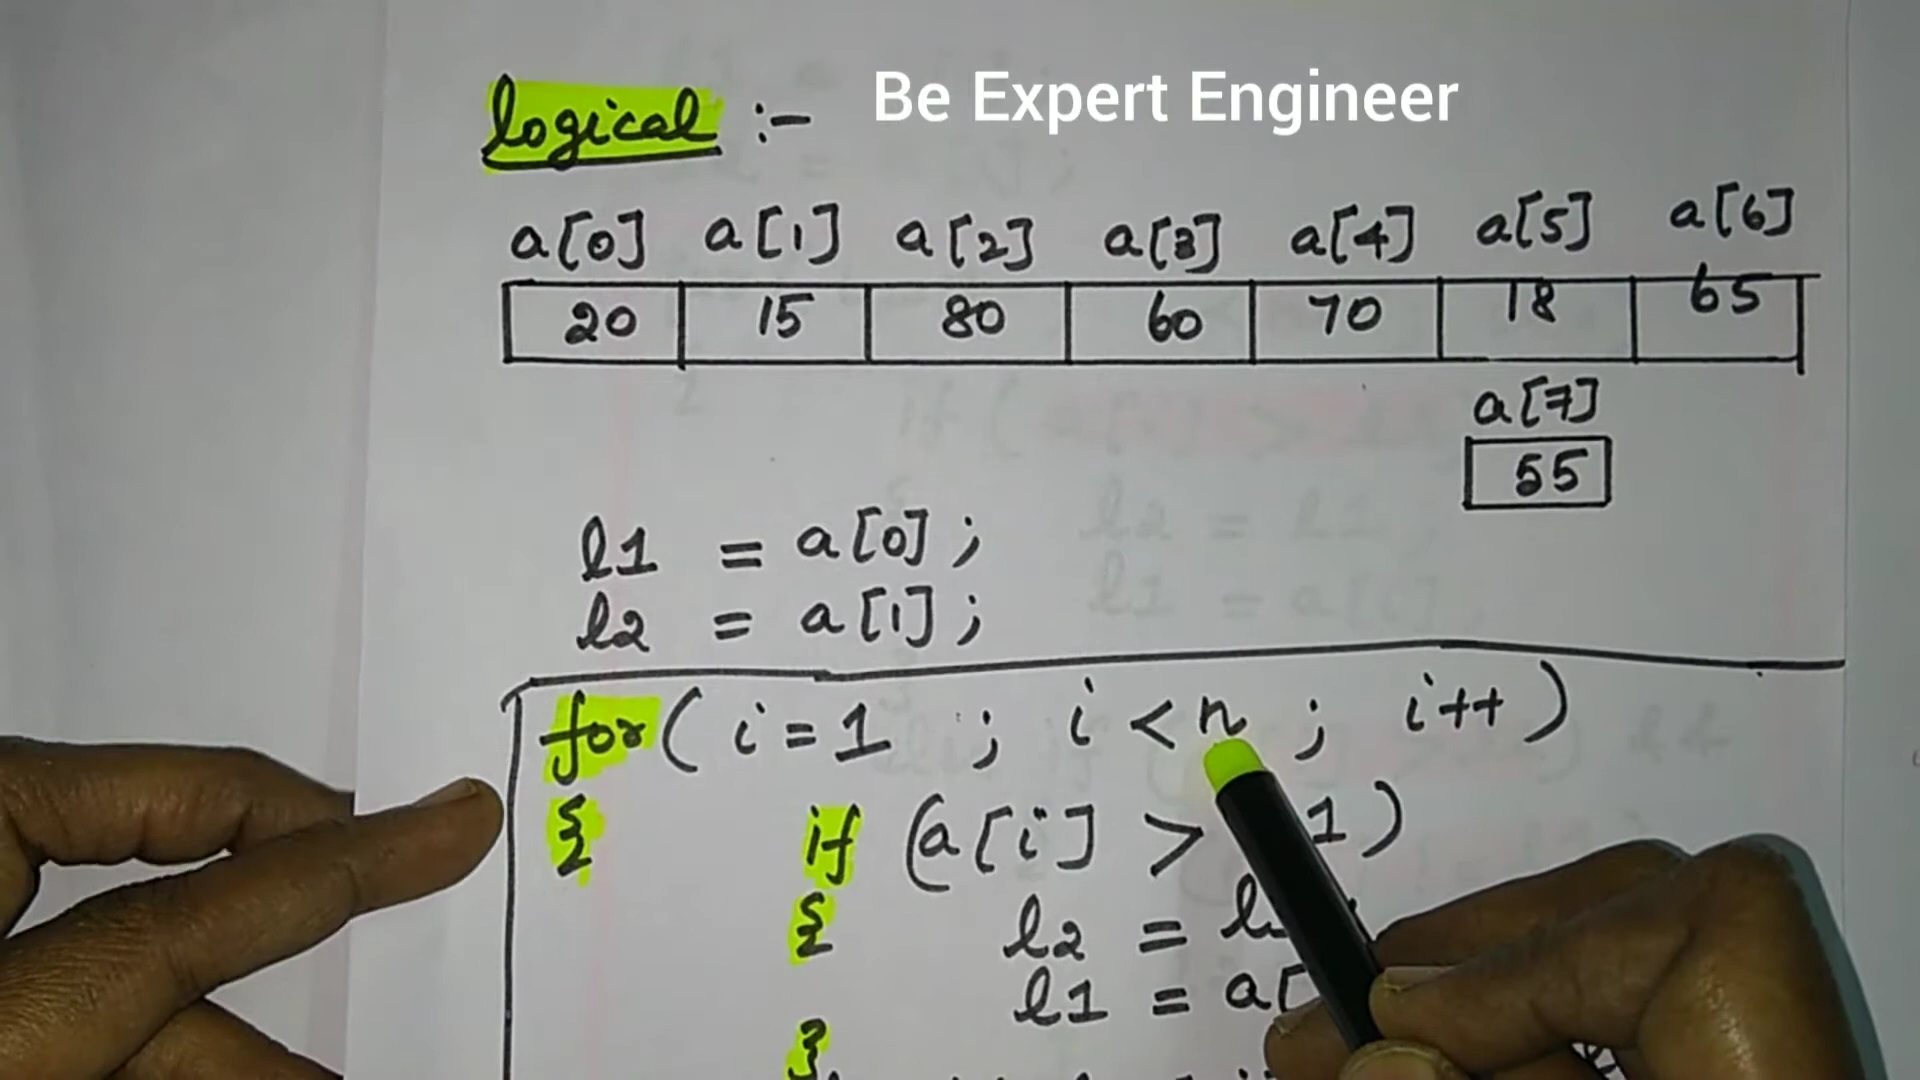 logical :- Be Expert Engineer
a[0] a[1] a[2] a[3] a[4] a[5] a[6]
20 15 80 60 70 18 65
a[7]
55
l1 = a[0];
l2 = a[1];
for( i=1 ; i<n ; i++)
{ if (a[i] > 1)
{ l2 = l
l1 = a[
}